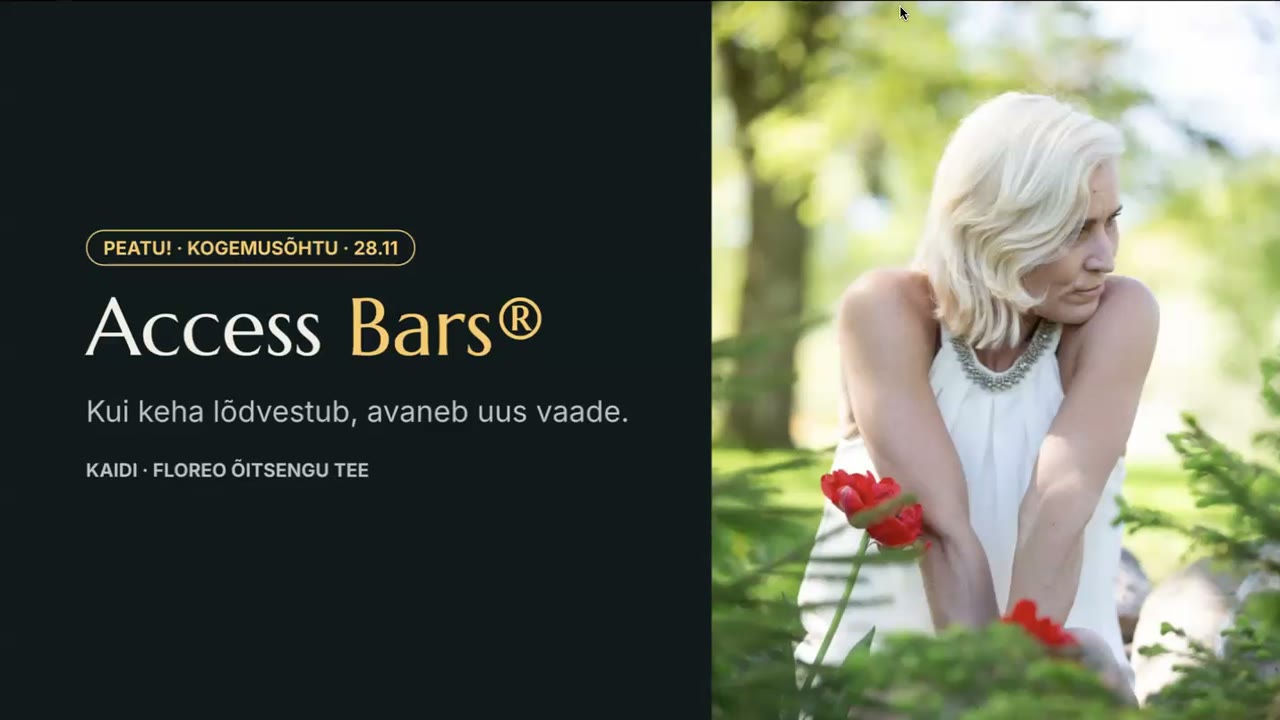 PEATU! · KOGEMUSÕHTU · 28.11
Access Bars®
Kui keha lõdvestub, avaneb uus vaade.
KAIDI · FLOREO ÕITSENGU TEE